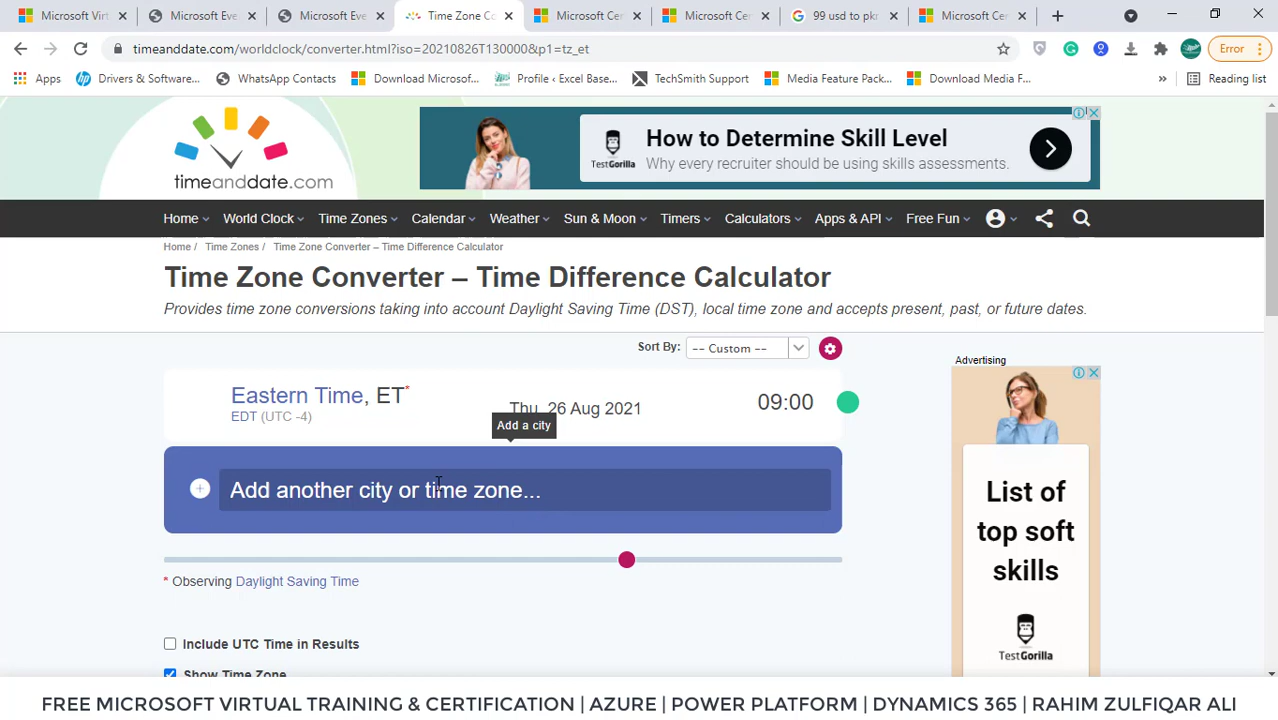 Microsoft Virt
Microsoft Eve
Microsoft Eve
Time Zone Co
Microsoft Cer
Microsoft Cer
99 usd to pkr
Microsoft Ce
timeanddate.com/worldclock/converter.html?iso=20210826T130000&p1=tz_et
Error
Apps
Drivers & Software...
WhatsApp Contacts
Download Microsof...
Profile ‹ Excel Base...
TechSmith Support
Media Feature Pack...
Download Media F...
»
Reading list
timeanddate.com
TestGorilla
How to Determine Skill Level
Why every recruiter should be using skills assessments.
Home
World Clock
Time Zones
Calendar
Weather
Sun & Moon
Timers
Calculators
Apps & API
Free Fun
Home / Time Zones / Time Zone Converter – Time Difference Calculator
Time Zone Converter – Time Difference Calculator
Provides time zone conversions taking into account Daylight Saving Time (DST), local time zone and accepts present, past, or future dates.
Sort By: -- Custom --
Advertising
Eastern Time, ET*
EDT (UTC -4)
Thu, 26 Aug 2021
09:00
Add a city
Add another city or time zone...
* Observing Daylight Saving Time
Include UTC Time in Results
Show Time Zone
List of
top soft
skills
TestGorilla
FREE MICROSOFT VIRTUAL TRAINING & CERTIFICATION | AZURE | POWER PLATFORM | DYNAMICS 365 | RAHIM ZULFIQAR ALI